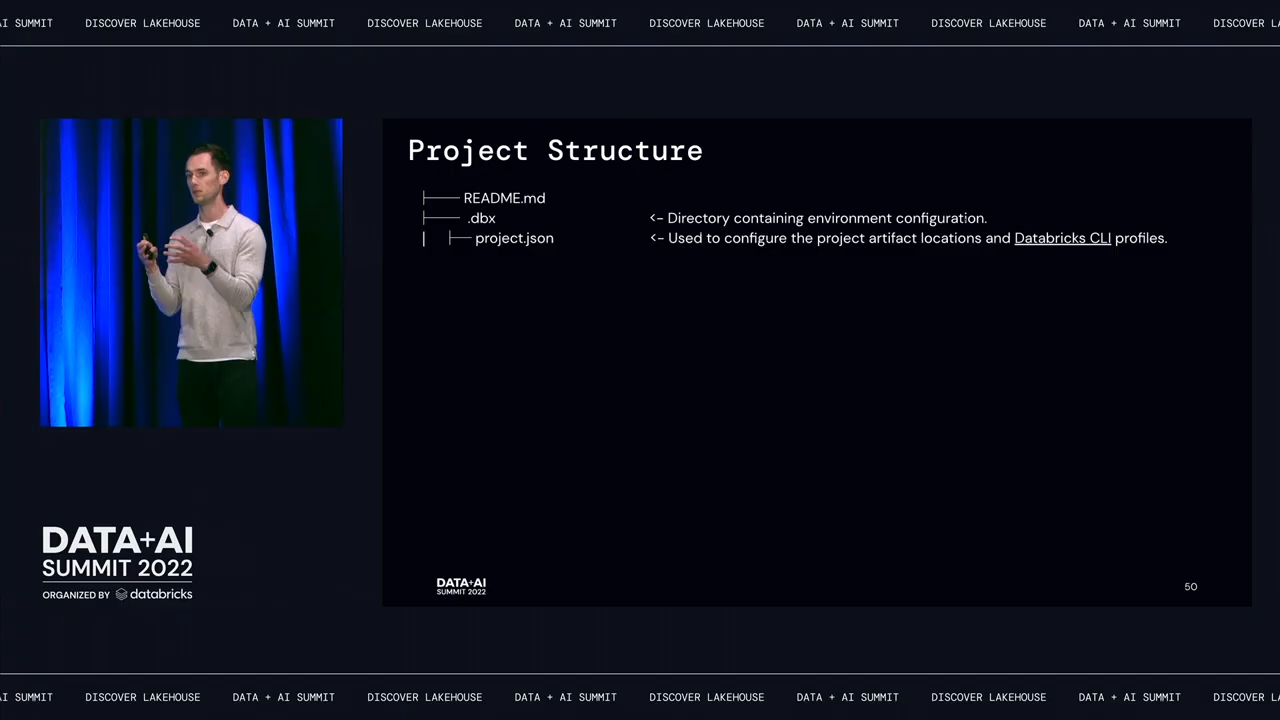 AI SUMMIT DISCOVER LAKEHOUSE DATA + AI SUMMIT DISCOVER LAKEHOUSE DATA + AI SUMMIT DISCOVER LAKEHOUSE DATA + AI SUMMIT DISCOVER LAKEHOUSE DATA + AI SUMMIT DISCOVER L
Project Structure
README.md
.dbx <- Directory containing environment configuration.
project.json <- Used to configure the project artifact locations and Databricks CLI profiles.
DATA+AI
SUMMIT 2022
50
DATA+AI
SUMMIT 2022
ORGANIZED BY databricks
AI SUMMIT DISCOVER LAKEHOUSE DATA + AI SUMMIT DISCOVER LAKEHOUSE DATA + AI SUMMIT DISCOVER LAKEHOUSE DATA + AI SUMMIT DISCOVER LAKEHOUSE DATA + AI SUMMIT DISCOVER L